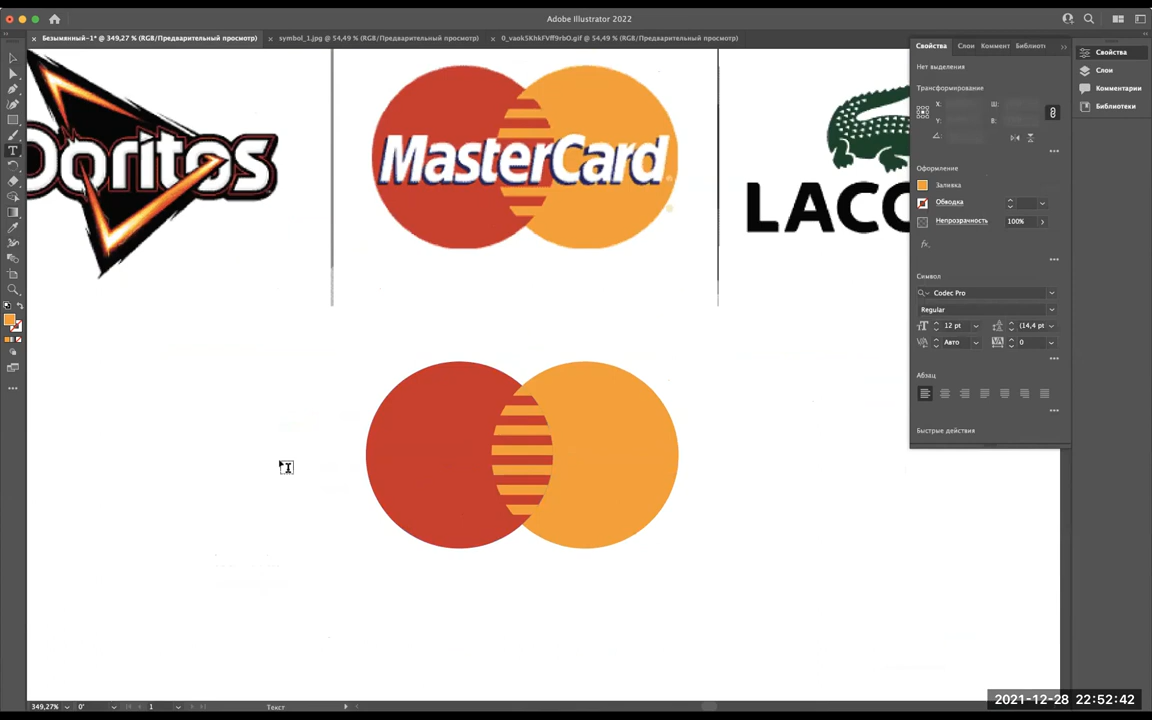 Adobe Illustrator 2022
Безымянный-1* @ 349,27 % (RGB/Предварительный просмотр)
symbol_1.jpg @ 54,49 % (RGB/Предварительный просмотр)
0_vaok5KhkFVff9rbO.gif @ 54,49 % (RGB/Предварительный просмотр)
Свойства
Слои
Коммент
Библиоте
Свойства
Слои
Комментарии
Библиотеки
Нет выделения
Трансформирование
X:
Ш:
Y:
В:
Оформление
Заливка
Обводка
Непрозрачность
100%
fx.
Символ
Codec Pro
Regular
12 pt
(14,4 pt
Авто
0
Абзац
Быстрые действия
Doritos
MasterCard
LACO
349,27%
0°
1
Текст
2021-12-28 22:52:42